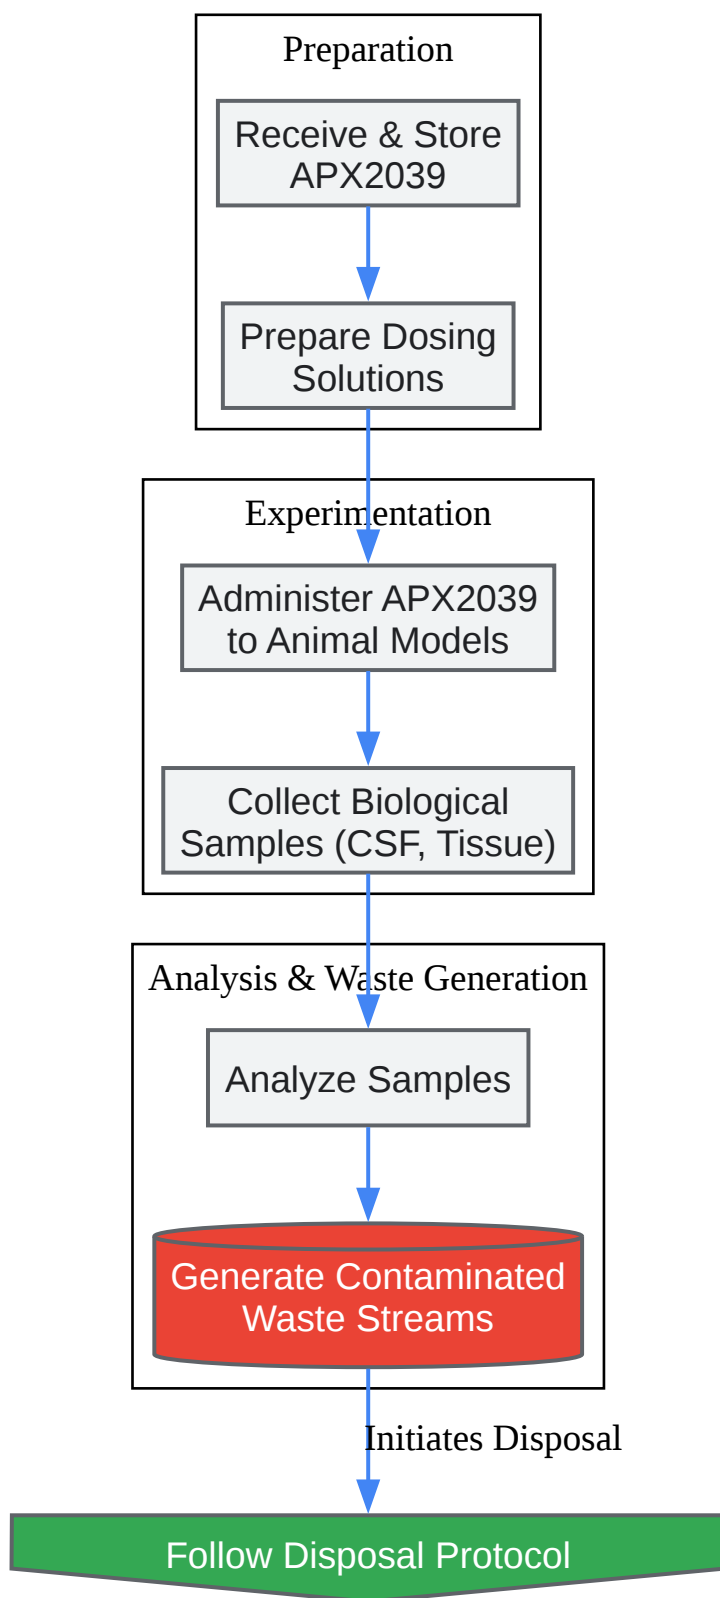 Preparation
Receive & Store
APX2039
Prepare Dosing
Solutions
Experimentation
Administer APX2039
to Animal Models
Collect Biological
Samples (CSF, Tissue)
Analysis & Waste Generation
Analyze Samples
Generate Contaminated
Waste Streams
Initiates Disposal
Follow Disposal Protocol